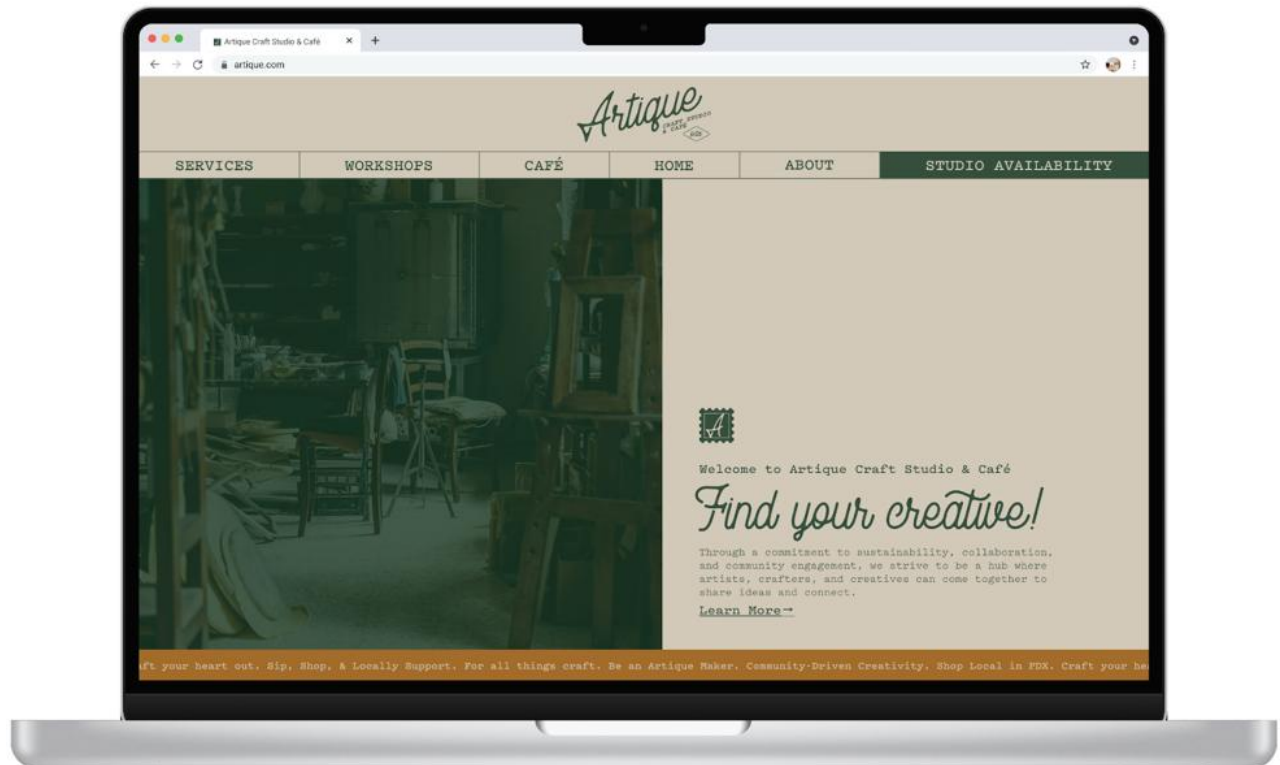 Artique Craft Studio & Café
artique.com
Artique
CRAFT STUDIO
& CAFÉ
PDX
SERVICES WORKSHOPS CAFÉ HOME ABOUT STUDIO AVAILABILITY
A
Welcome to Artique Craft Studio & Café
Find your creative!
Through a commitment to sustainability, collaboration,
and community engagement, we strive to be a hub where
artists, crafters, and creatives can come together to
share ideas and connect.
Learn More→
ft your heart out. Sip, Shop, & Locally Support. For all things craft. Be an Artique Maker. Community-Driven Creativity. Shop Local in PDX. Craft your he